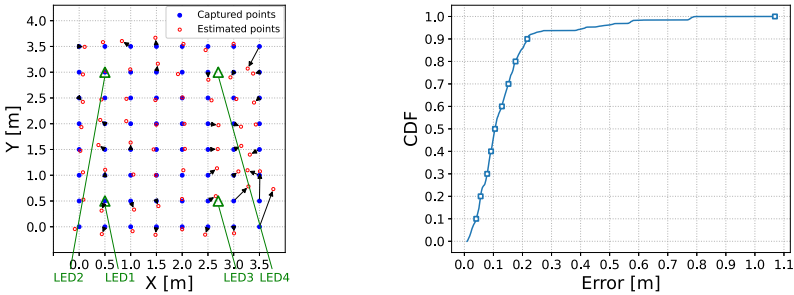 Captured points
Estimated points
4.0
3.5
3.0
2.5
2.0
1.5
1.0
0.5
0.0
Y [m]
0.0 0.5 1.0 1.5 2.0 2.5 3.0 3.5
X [m]
LED2 LED1 LED3 LED4
1.0
0.9
0.8
0.7
0.6
0.5
0.4
0.3
0.2
0.1
0.0
CDF
0.0 0.1 0.2 0.3 0.4 0.5 0.6 0.7 0.8 0.9 1.0 1.1
Error [m]